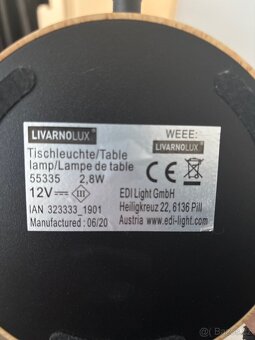 LIVARNOLUX® WEEE:
Tischleuchte/Table LIVARNOLUX®
lamp/Lampe de table
55335 2,8W CE
12V III EDI Light GmbH
IAN 323333_1901 Heiligkreuz 22, 6136 Pill
Manufactured : 06/20 Austria www.edi-light.com